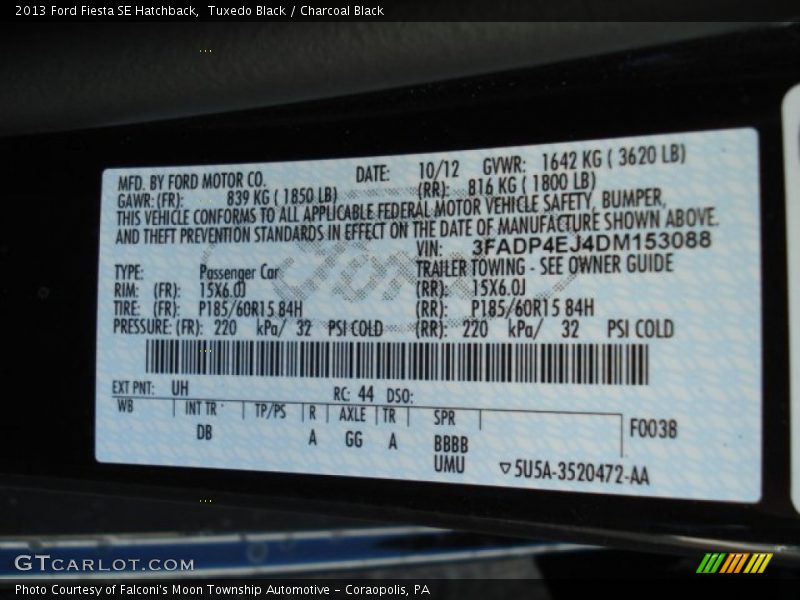 2013 Ford Fiesta SE Hatchback, Tuxedo Black / Charcoal Black
MFD. BY FORD MOTOR CO. DATE: 10/12 GVWR: 1642 KG ( 3620 LB)
GAWR: (FR): 839 KG ( 1850 LB) (RR): 816 KG ( 1800 LB)
THIS VEHICLE CONFORMS TO ALL APPLICABLE FEDERAL MOTOR VEHICLE SAFETY, BUMPER,
AND THEFT PREVENTION STANDARDS IN EFFECT ON THE DATE OF MANUFACTURE SHOWN ABOVE.
VIN: 3FADP4EJ4DM153088
TYPE: Passenger Car TRAILER TOWING - SEE OWNER GUIDE
RIM: (FR): 15X6.0J (RR): 15X6.0J
TIRE: (FR): P185/60R15 84H (RR): P185/60R15 84H
PRESSURE: (FR): 220 kPa/ 32 PSI COLD (RR): 220 kPa/ 32 PSI COLD
EXT PNT: UH RC: 44 DSO:
WB INT TR TP/PS R AXLE TR SPR F0038
DB A GG A BBBB
UMU ▽5U5A-3520472-AA
GTCARLOT.COM
Photo Courtesy of Falconi's Moon Township Automotive - Coraopolis, PA